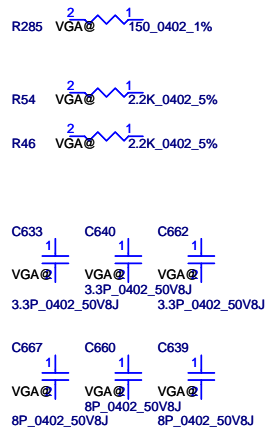 2 1
R285 VGA@ 150_0402_1%
2 1
R54 VGA@ 2.2K_0402_5%
2 1
R46 VGA@ 2.2K_0402_5%
C633 C640 C662
1 1 1
VGA@2 VGA@2 VGA@2
3.3P_0402_50V8J
3.3P_0402_50V8J 3.3P_0402_50V8J
C667 C660 C639
1 1 1
VGA@2 VGA@2 VGA@2
8P_0402_50V8J
8P_0402_50V8J 8P_0402_50V8J